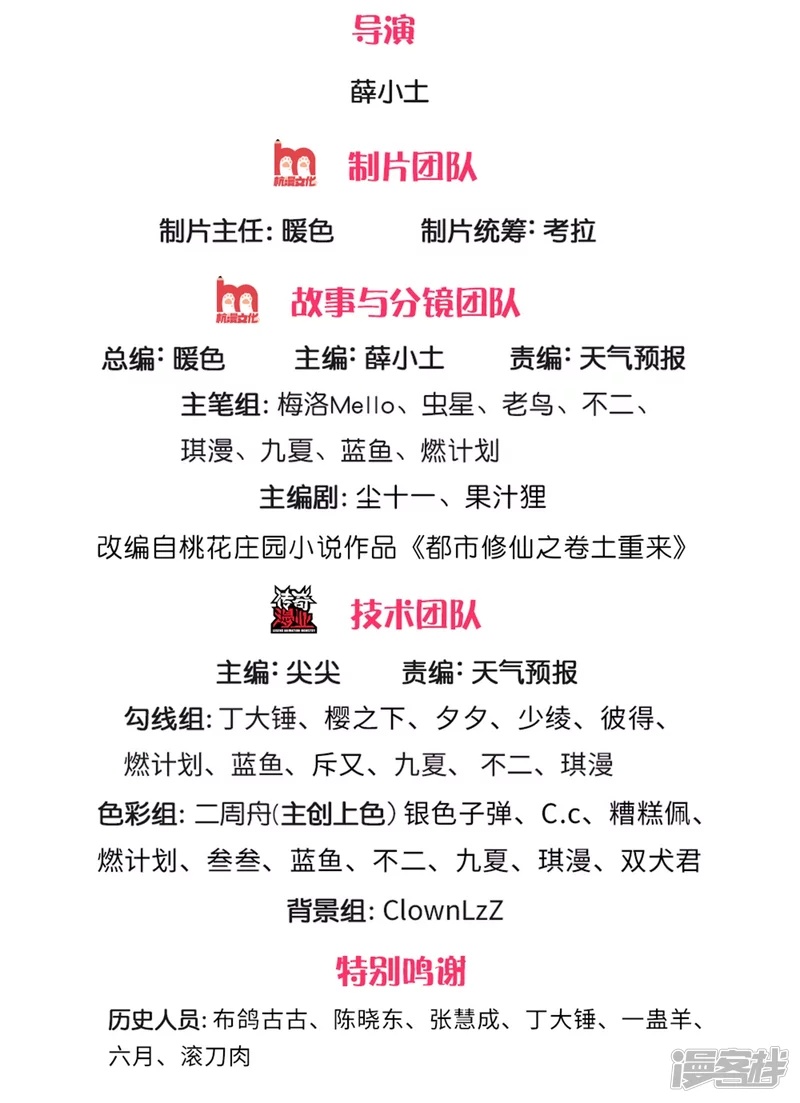 导演
薛小土
杭漫文化
制片团队
制片主任: 暖色 制片统筹: 考拉
杭漫文化
故事与分镜团队
总编: 暖色 主编: 薛小土 责编: 天气预报
主笔组: 梅洛Mello、虫星、老鸟、不二、
琪漫、九夏、蓝鱼、燃计划
主编剧: 尘十一、果汁狸
改编自桃花庄园小说作品《都市修仙之卷土重来》
传奇漫业
技术团队
主编: 尖尖 责编: 天气预报
勾线组: 丁大锤、樱之下、夕夕、少绫、彼得、
燃计划、蓝鱼、斥又、九夏、 不二、琪漫
色彩组: 二周舟(主创上色) 银色子弹、C.c、糟糕佩、
燃计划、叁叁、蓝鱼、不二、九夏、琪漫、双犬君
背景组: ClownLzZ
特别鸣谢
历史人员: 布鸽古古、陈晓东、张慧成、丁大锤、一蛊羊、
六月、滚刀肉
漫客栈